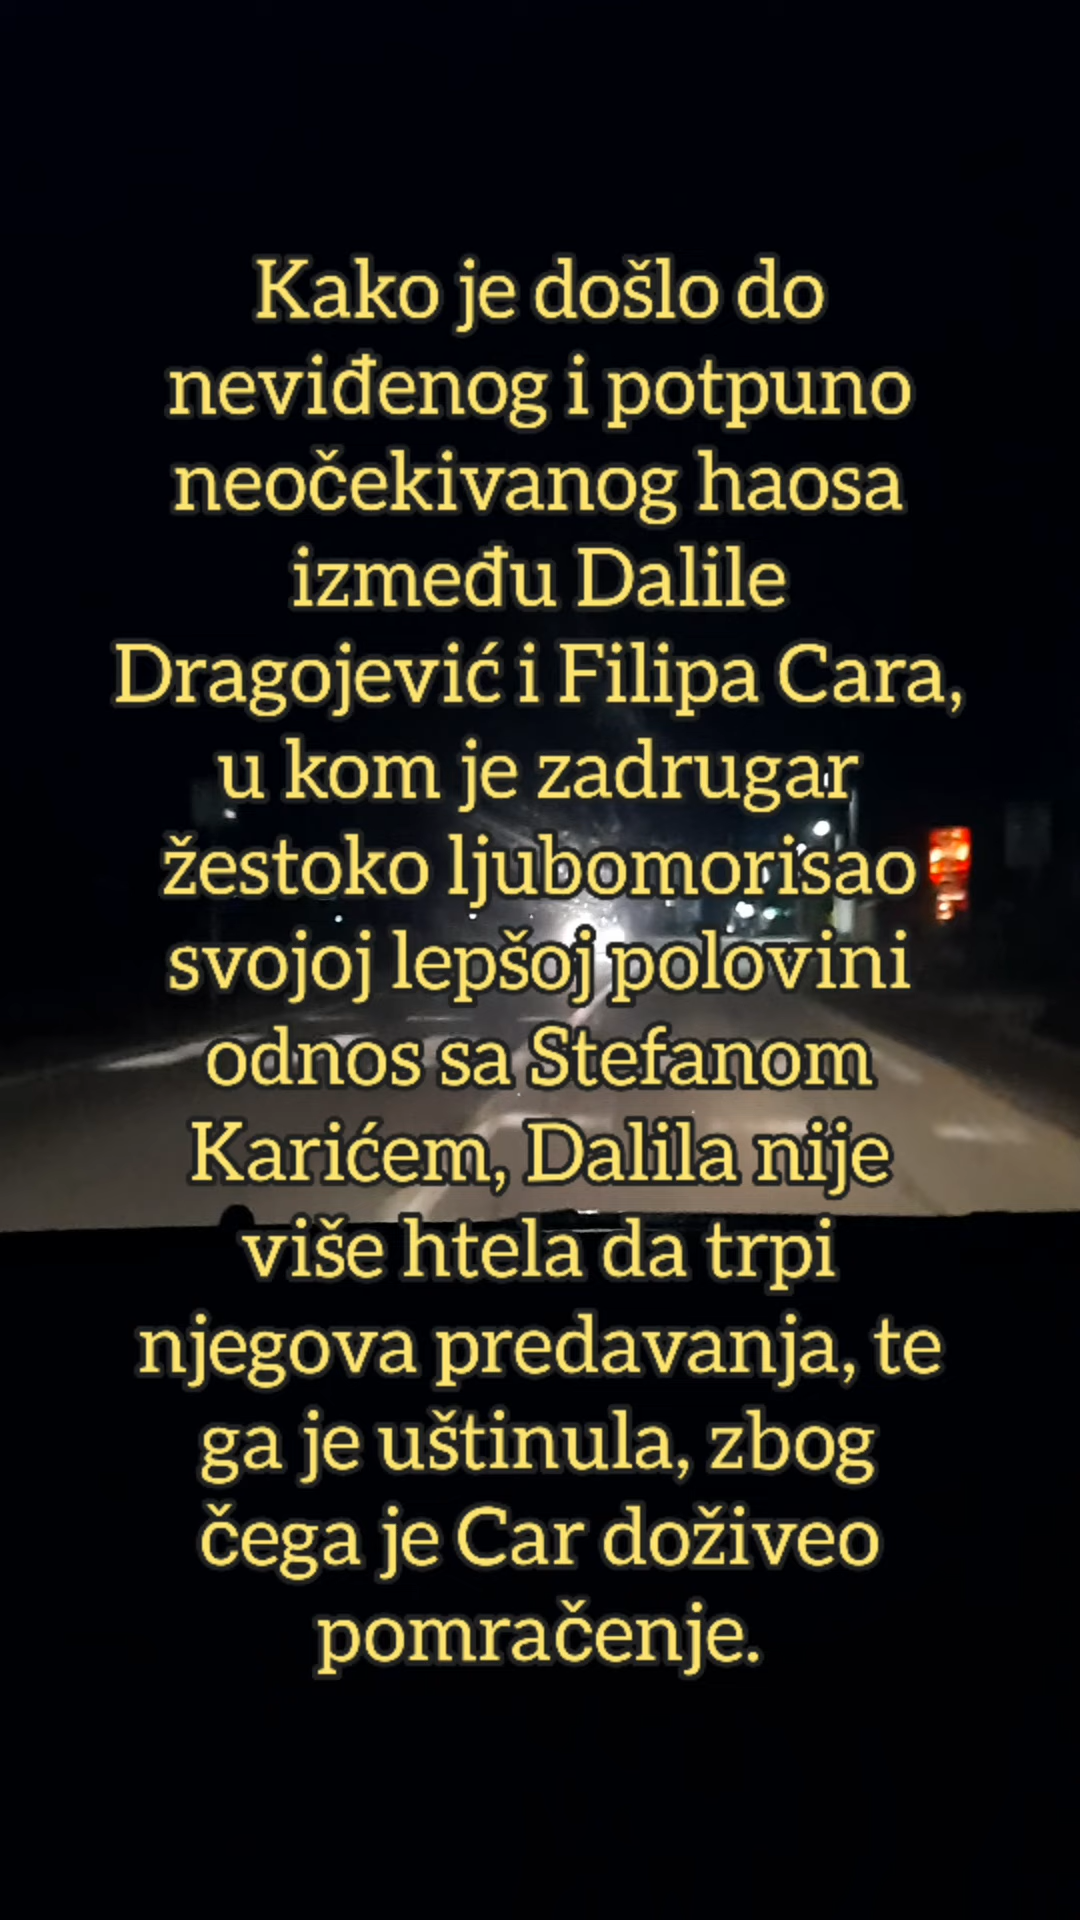 Kako je došlo do
neviđenog i potpuno
neočekivanog haosa
između Dalile
Dragojević i Filipa Cara,
u kom je zadrugar
žestoko ljubomorisao
svojoj lepšoj polovini
odnos sa Stefanom
Karićem, Dalila nije
više htela da trpi
njegova predavanja, te
ga je uštinula, zbog
čega je Car doživeo
pomračenje.